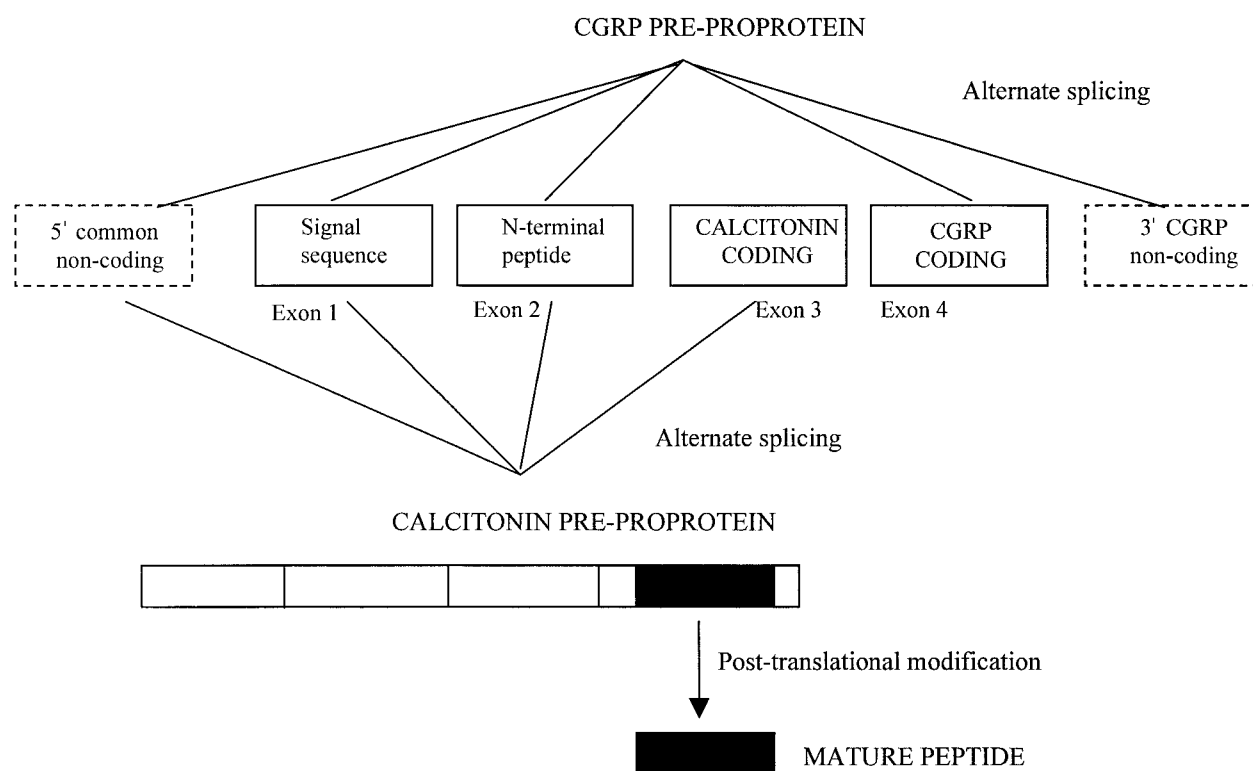 CGRP PRE-PROPROTEIN
Alternate splicing
5' common
non-coding
Signal
sequence
N-terminal
peptide
CALCITONIN
CODING
CGRP
CODING
3' CGRP
non-coding
Exon 1
Exon 2
Exon 3
Exon 4
Alternate splicing
CALCITONIN PRE-PROPROTEIN
Post-translational modification
MATURE PEPTIDE